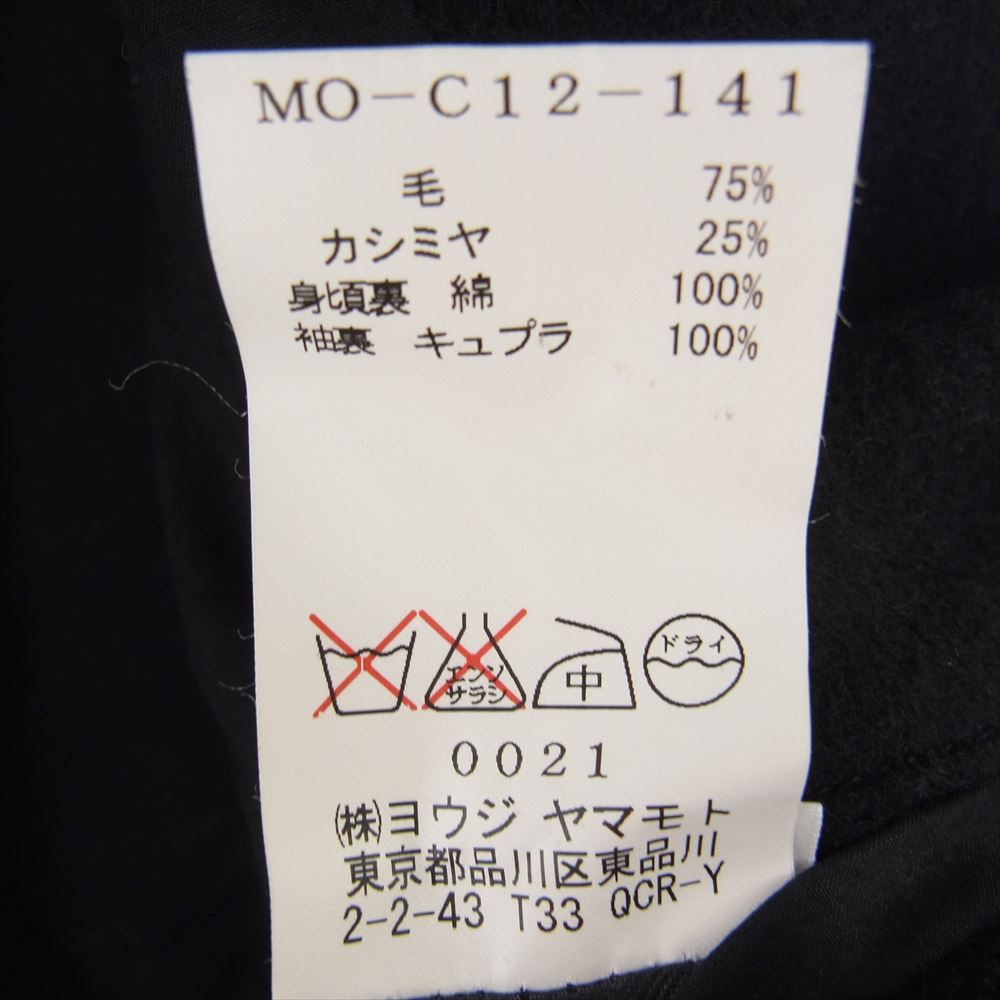 MO－C１２－１４１
毛 75%
カシミヤ 25%
身頃裏 綿 100%
袖裏 キュプラ 100%
エンソ サラシ 中 ドライ
００２１
(株)ヨウジ ヤマモト
東京都品川区東品川
2-2-43 T33 QCR-Y